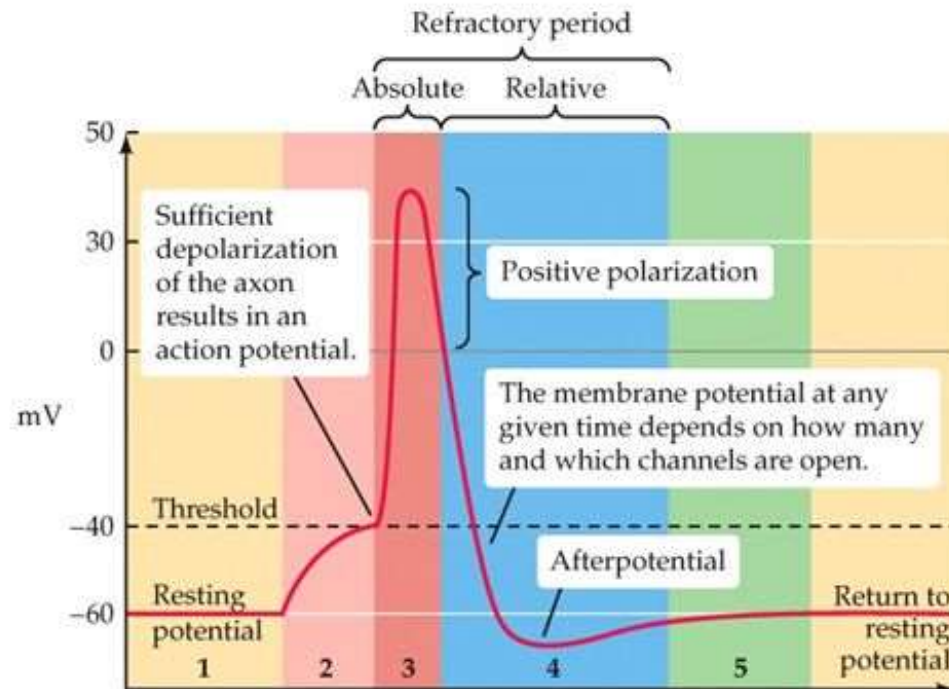 Refractory period
Absolute Relative
50
30
0
mV
−40
−60
Sufficient
depolarization
of the axon
results in an
action potential.
Positive polarization
The membrane potential at any
given time depends on how many
and which channels are open.
Threshold
Afterpotential
Resting
potential
Return to
resting
potential
1 2 3 4 5